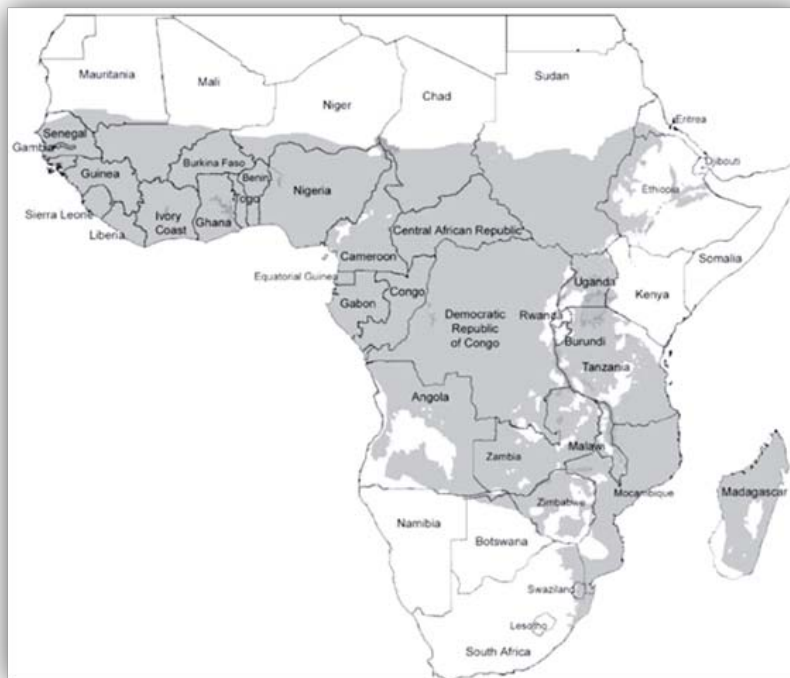 Mauritania
Mali
Niger
Chad
Sudan
Eritrea
Senegal
Gambia
Djibouti
Burkina Faso
Guinea
Benin
Nigeria
Ethiopia
Togo
Sierra Leone
Ivory
Coast
Ghana
Central African Republic
Liberia
Cameroon
Somalia
Equatorial Guinea
Uganda
Congo
Kenya
Gabon
Democratic
Republic
of Congo
Rwanda
Burundi
Tanzania
Angola
Malawi
Zambia
Mocambique
Madagascar
Zimbabwe
Namibia
Botswana
Swaziland
Lesotho
South Africa